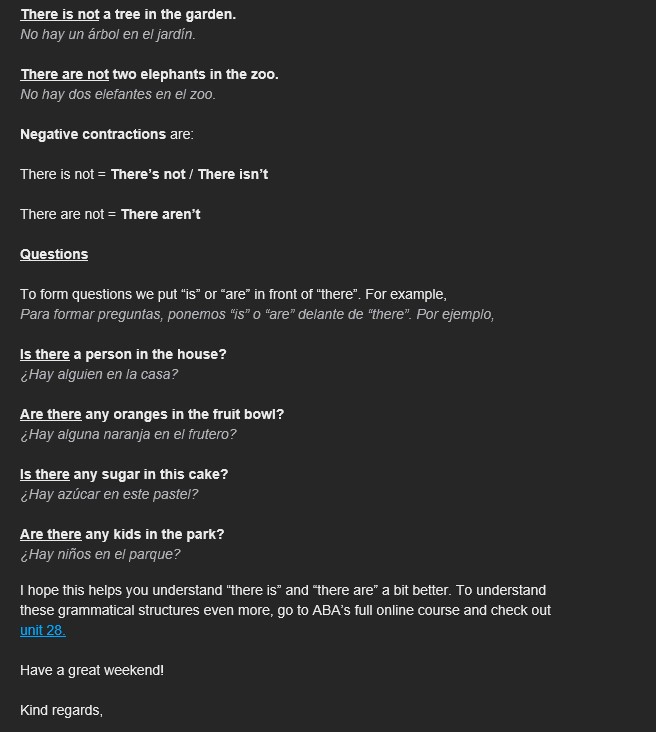 There is not a tree in the garden.
No hay un árbol en el jardín.
There are not two elephants in the zoo.
No hay dos elefantes en el zoo.
Negative contractions are:
There is not = There’s not / There isn’t
There are not = There aren’t
Questions
To form questions we put “is” or “are” in front of “there”. For example,
Para formar preguntas, ponemos “is” o “are” delante de “there”. Por ejemplo,
Is there a person in the house?
¿Hay alguien en la casa?
Are there any oranges in the fruit bowl?
¿Hay alguna naranja en el frutero?
Is there any sugar in this cake?
¿Hay azúcar en este pastel?
Are there any kids in the park?
¿Hay niños en el parque?
I hope this helps you understand “there is” and “there are” a bit better. To understand
these grammatical structures even more, go to ABA’s full online course and check out
unit 28.
Have a great weekend!
Kind regards,